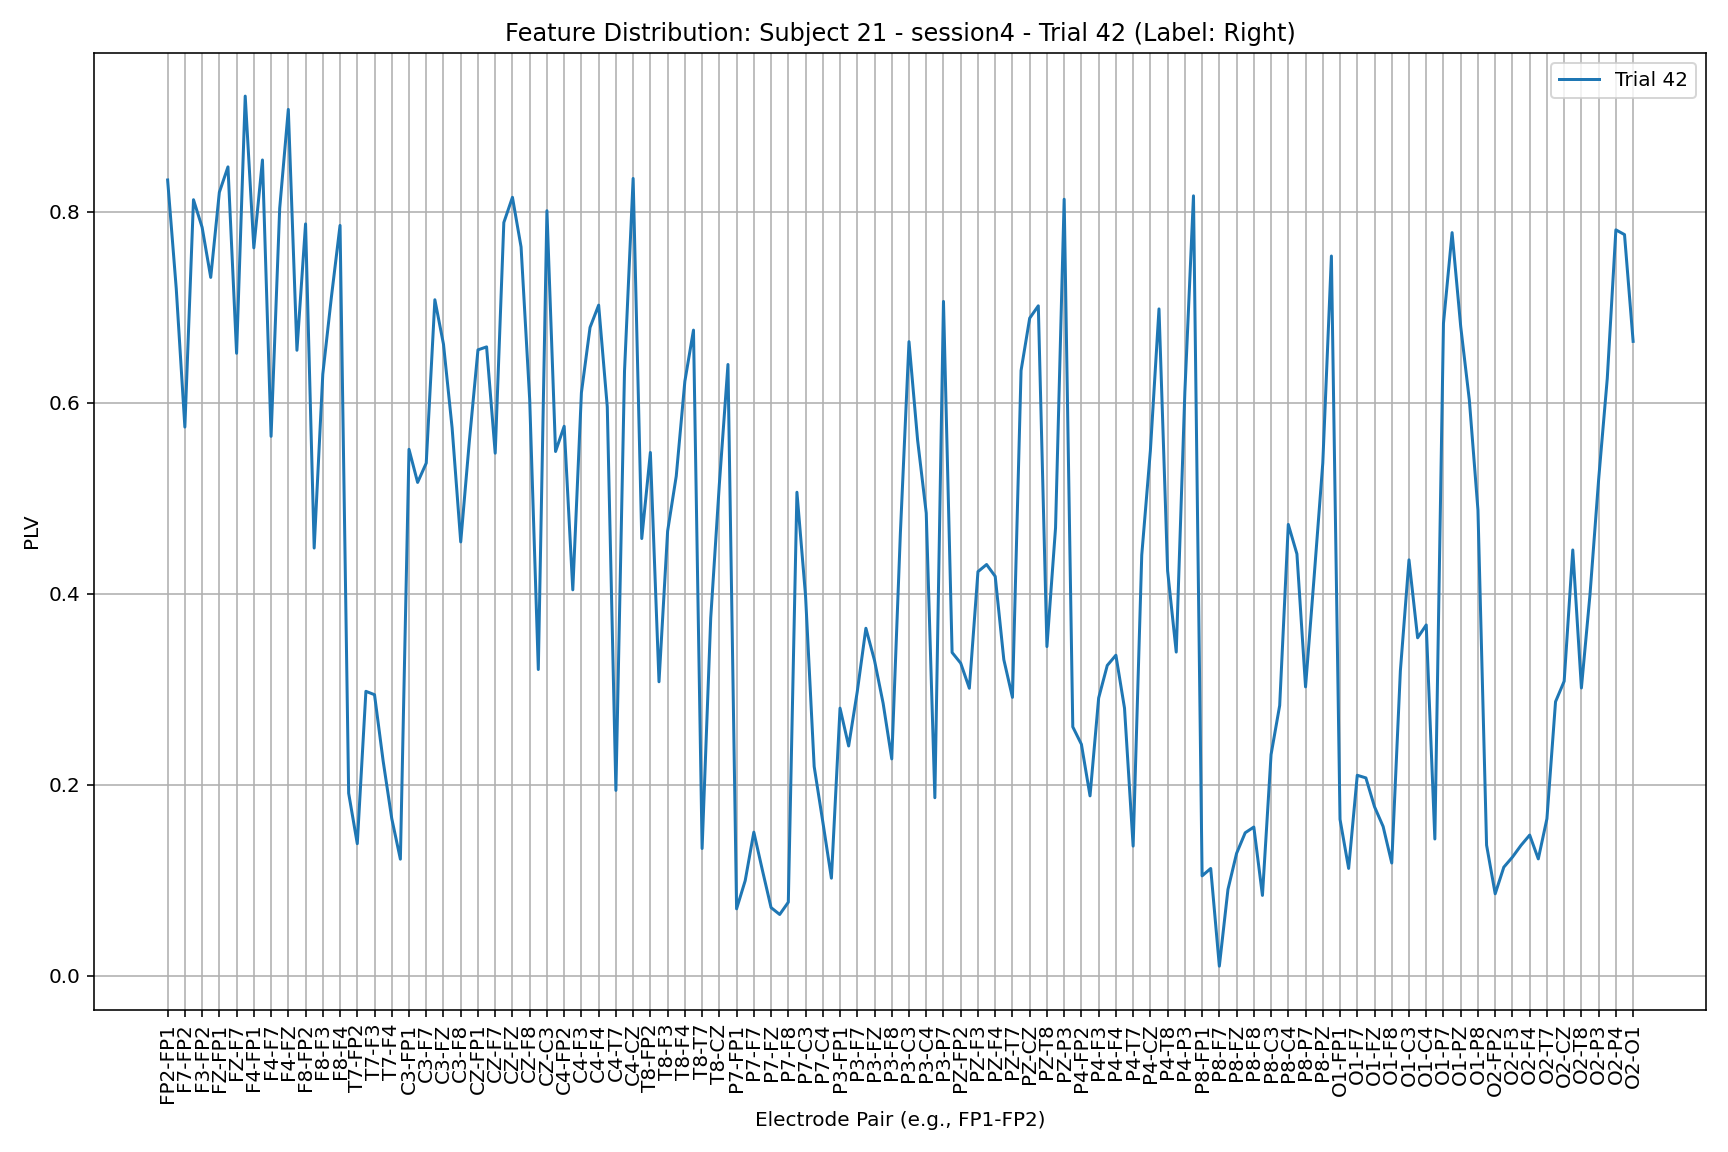 Feature Distribution: Subject 21 - session4 - Trial 42 (Label: Right)
Trial 42
PLV
0.8
0.6
0.4
0.2
0.0
FP2-FP1
F7-FP2
F3-FP2
FZ-FP1
FZ-F7
F4-FP1
F4-F7
F4-FZ
F8-FP2
F8-F3
F8-F4
T7-FP2
T7-F3
T7-F4
C3-FP1
C3-F7
C3-FZ
C3-F8
CZ-FP1
CZ-F7
CZ-FZ
CZ-F8
CZ-C3
C4-FP2
C4-F3
C4-F4
C4-T7
C4-CZ
T8-FP2
T8-F3
T8-F4
T8-T7
T8-CZ
P7-FP1
P7-F7
P7-FZ
P7-F8
P7-C3
P7-C4
P3-FP1
P3-F7
P3-FZ
P3-F8
P3-C3
P3-C4
P3-P7
PZ-FP2
PZ-F3
PZ-F4
PZ-T7
PZ-CZ
PZ-T8
PZ-P3
P4-FP2
P4-F3
P4-F4
P4-T7
P4-CZ
P4-T8
P4-P3
P8-FP1
P8-F7
P8-FZ
P8-F8
P8-C3
P8-C4
P8-P7
P8-PZ
O1-FP1
O1-F7
O1-FZ
O1-F8
O1-C3
O1-C4
O1-P7
O1-PZ
O1-P8
O2-FP2
O2-F3
O2-F4
O2-T7
O2-CZ
O2-T8
O2-P3
O2-P4
O2-O1
Electrode Pair (e.g., FP1-FP2)